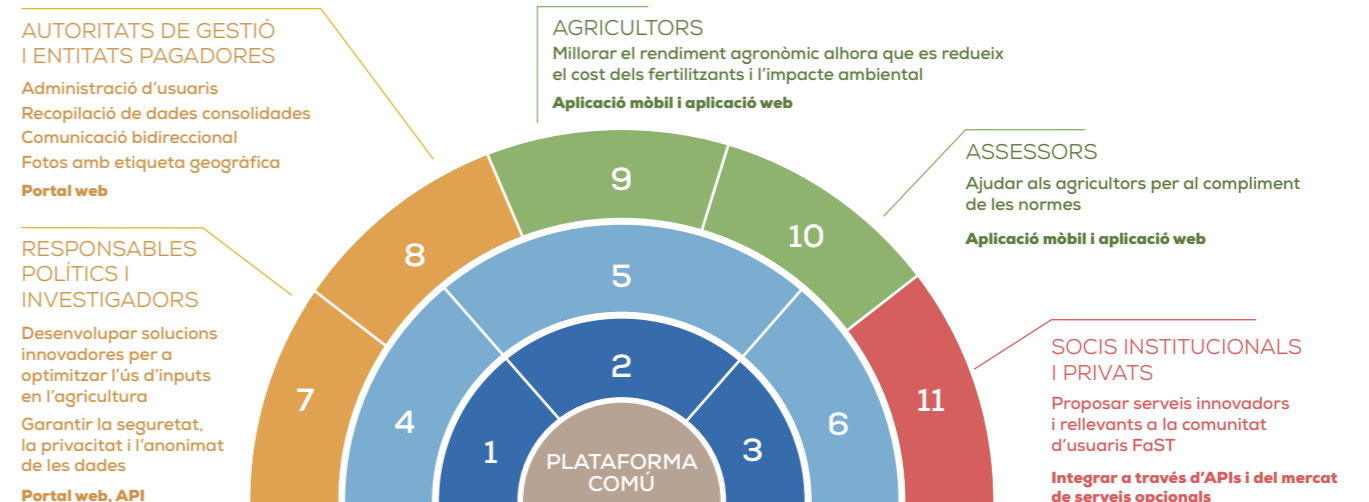 AUTORITATS DE GESTIÓ
I ENTITATS PAGADORES
Administració d'usuaris
Recopilació de dades consolidades
Comunicació bidireccional
Fotos amb etiqueta geogràfica
Portal web
RESPONSABLES
POLÍTICS I
INVESTIGADORS
Desenvolupar solucions
innovadores per a
optimitzar l'ús d'inputs
en l'agricultura
Garantir la seguretat,
la privacitat i l'anonimat
de les dades
Portal web, API
AGRICULTORS
Millorar el rendiment agronòmic alhora que es redueix
el cost dels fertilitzants i l'impacte ambiental
Aplicació mòbil i aplicació web
ASSESSORS
Ajudar als agricultors per al compliment
de les normes
Aplicació mòbil i aplicació web
SOCIS INSTITUCIONALS
I PRIVATS
Proposar serveis innovadors
i rellevants a la comunitat
d'usuaris FaST
Integrar a través d'APIs i del mercat
de serveis opcionals
9
8
10
5
2
7
4
1
3
6
11
PLATAFORMA
COMÚ